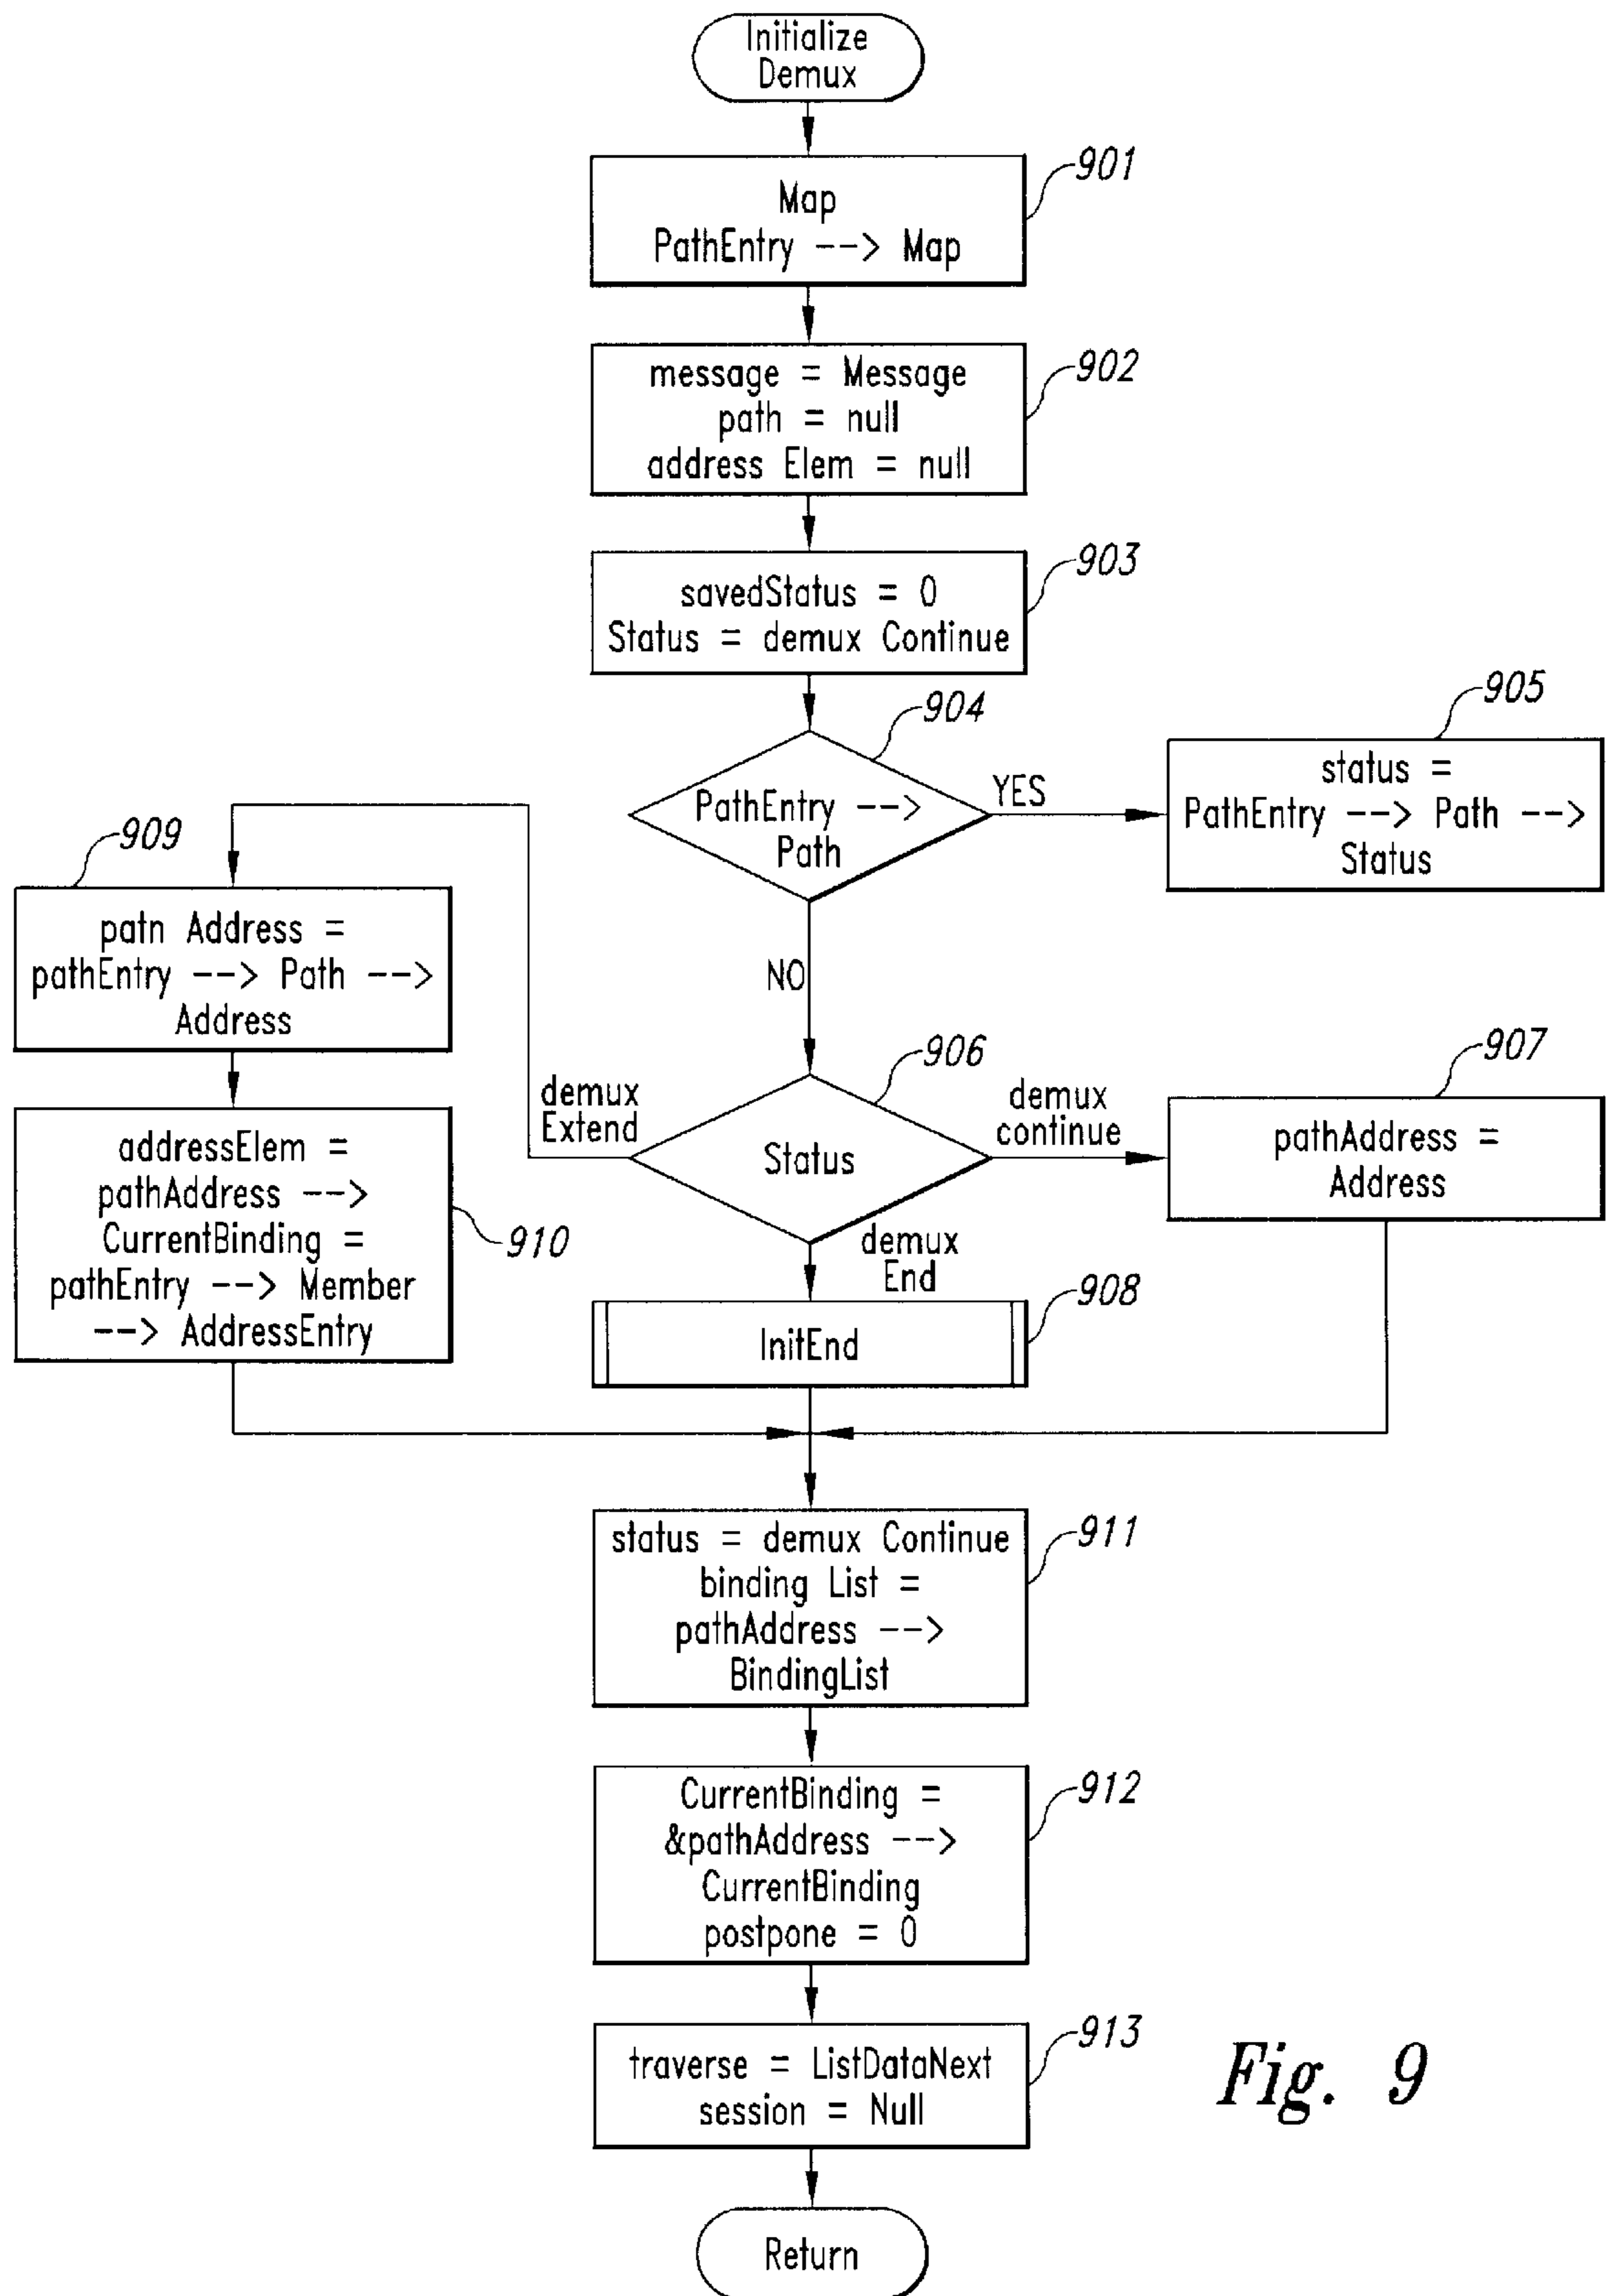 Initialize
Demux
901
Map
PathEntry --> Map
902
message = Message
path = null
address Elem = null
903
savedStatus = 0
Status = demux Continue
904
PathEntry -->
Path
YES
905
status =
PathEntry --> Path -->
Status
NO
909
patn Address =
pathEntry --> Path -->
Address
906
Status
demux
Extend
demux
continue
907
pathAddress =
Address
addressElem =
pathAddress -->
CurrentBinding =
pathEntry --> Member
--> AddressEntry
910
demux
End
908
InitEnd
911
status = demux Continue
binding List =
pathAddress -->
BindingList
912
CurrentBinding =
&pathAddress -->
CurrentBinding
postpone = 0
913
traverse = ListDataNext
session = Null
Return
Fig. 9